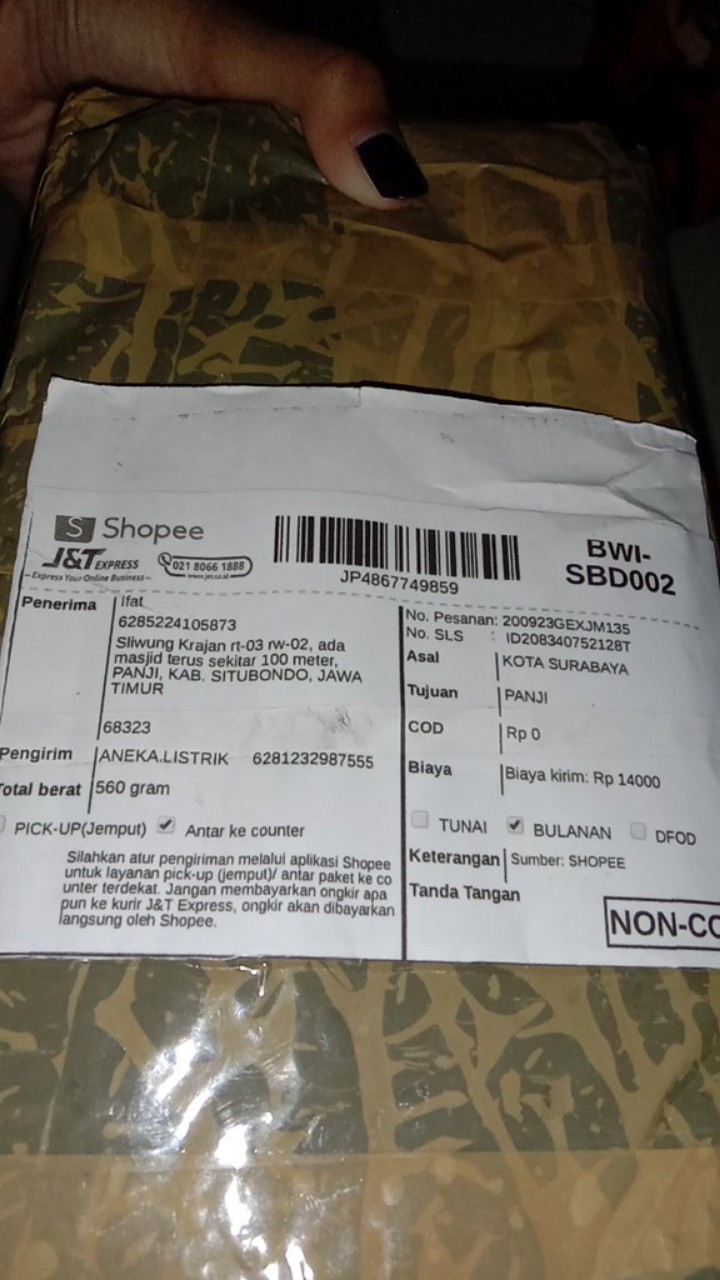 Shopee
J&T EXPRESS
Express Your Online Business
021 8066 1888
www.jet.co.id
JP4867749859
BWI-
SBD002
Penerima
Ifat
6285224105873
Sliwung Krajan rt-03 rw-02, ada
masjid terus sekitar 100 meter,
PANJI, KAB. SITUBONDO, JAWA
TIMUR
68323
Pengirim ANEKA.LISTRIK 6281232987555
Total berat 560 gram
PICK-UP(Jemput) Antar ke counter
Silahkan atur pengiriman melalui aplikasi Shopee
untuk layanan pick-up (jemput)/ antar paket ke co
unter terdekat. Jangan membayarkan ongkir apa
pun ke kurir J&T Express, ongkir akan dibayarkan
langsung oleh Shopee.
No. Pesanan: 200923GEXJM135
No. SLS : ID208340752128T
Asal KOTA SURABAYA
Tujuan PANJI
COD Rp 0
Biaya Biaya kirim: Rp 14000
TUNAI BULANAN DFOD
Keterangan Sumber: SHOPEE
Tanda Tangan
NON-CO